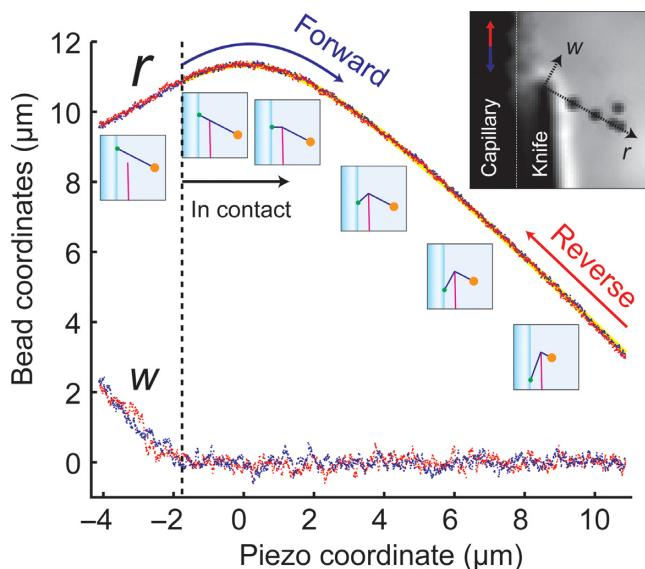 12
10
8
6
4
2
0
Bead coordinates (μm)
r
w
Forward
In contact
Reverse
Capillary
Knife
w
r
−4 −2 0 2 4 6 8 10
Piezo coordinate (μm)